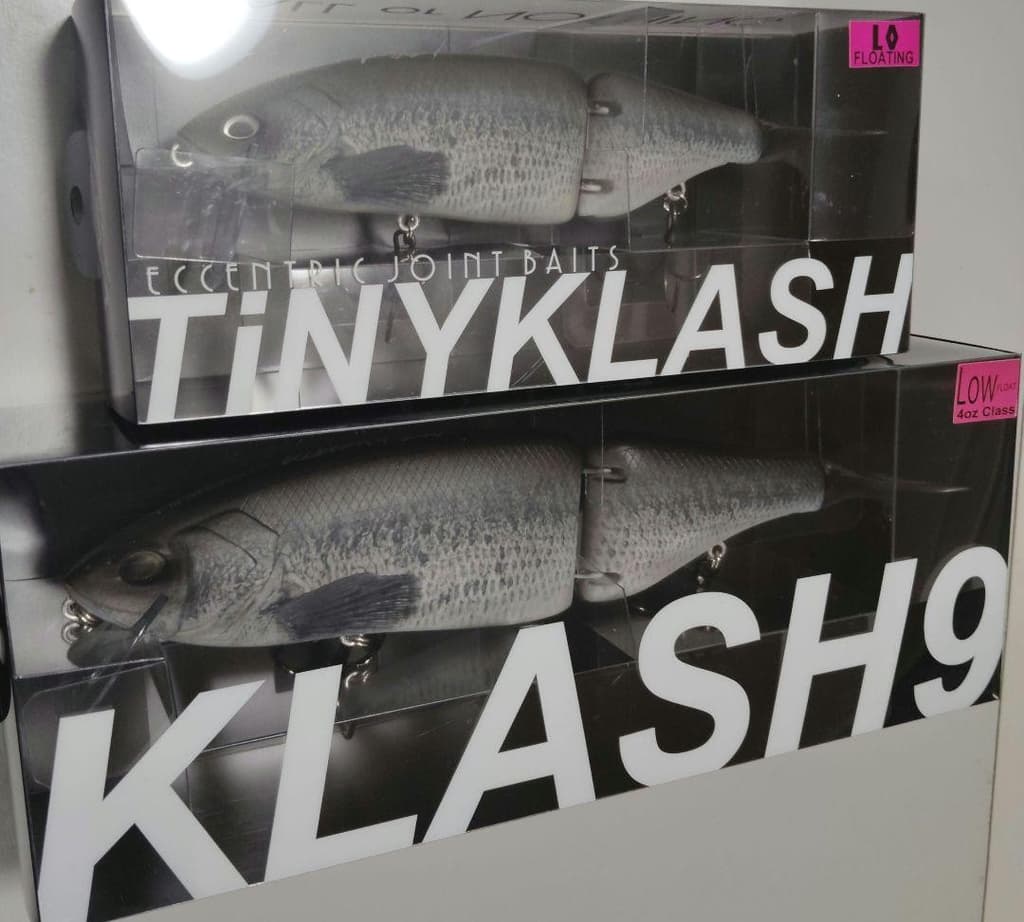 LO
FLOATING
ECCENTRIC JOINT BAITS
TiNYKLASH
LOW FLOAT
4oz Class
KLASH9